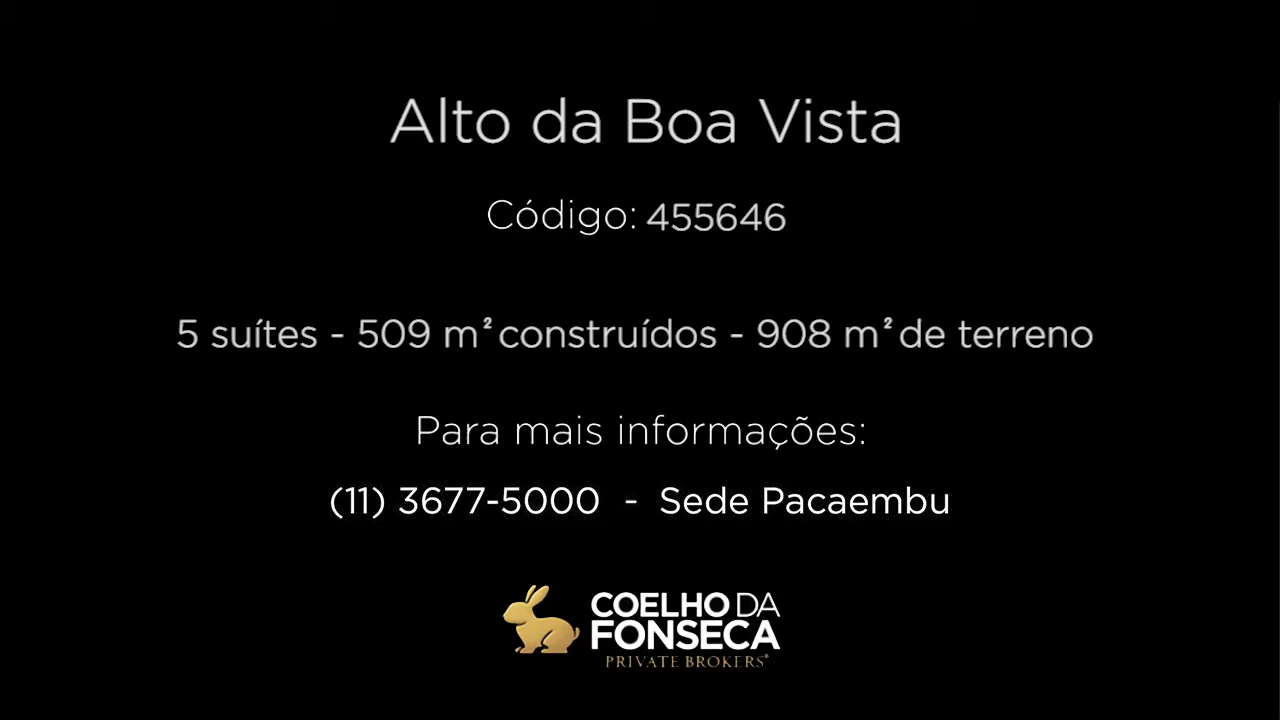 Alto da Boa Vista
Código: 455646
5 suítes - 509 m² construídos - 908 m² de terreno
Para mais informações:
(11) 3677-5000 - Sede Pacaembu
COELHO DA
FONSECA
PRIVATE BROKERS®